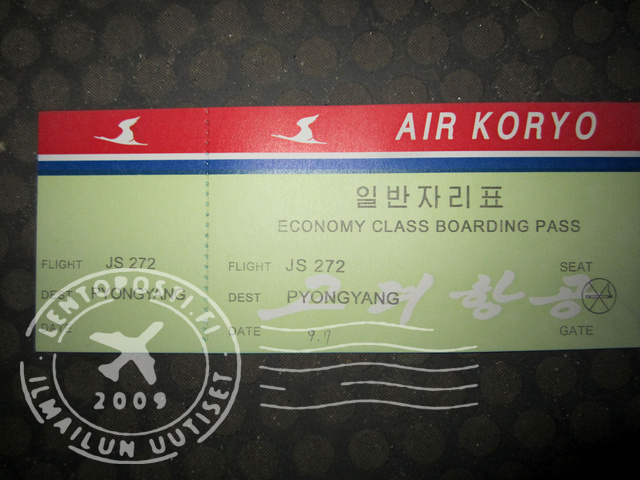 AIR KORYO
일반자리표
ECONOMY CLASS BOARDING PASS
FLIGHT JS 272
FLIGHT JS 272 SEAT
DEST PYONGYANG
DEST PYONGYANG
고려항공
DATE
DATE 9.7 GATE
LENTOPOSTI.FI
2009
ILMAILUN UUTISET